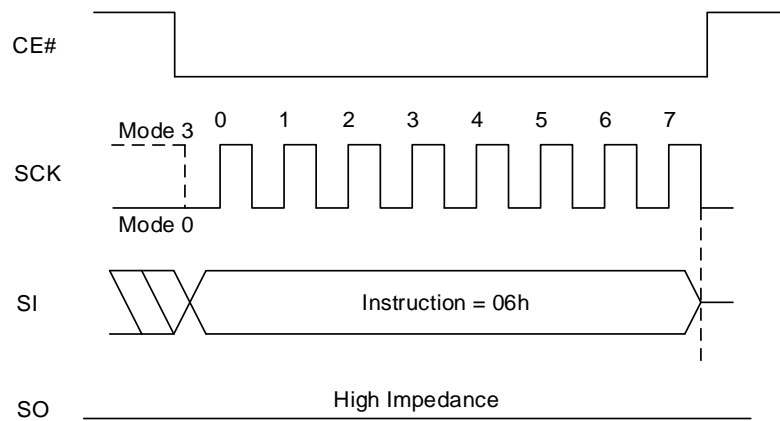 CE#
Mode 3
0 1 2 3 4 5 6 7
SCK
Mode 0
SI
Instruction = 06h
SO
High Impedance